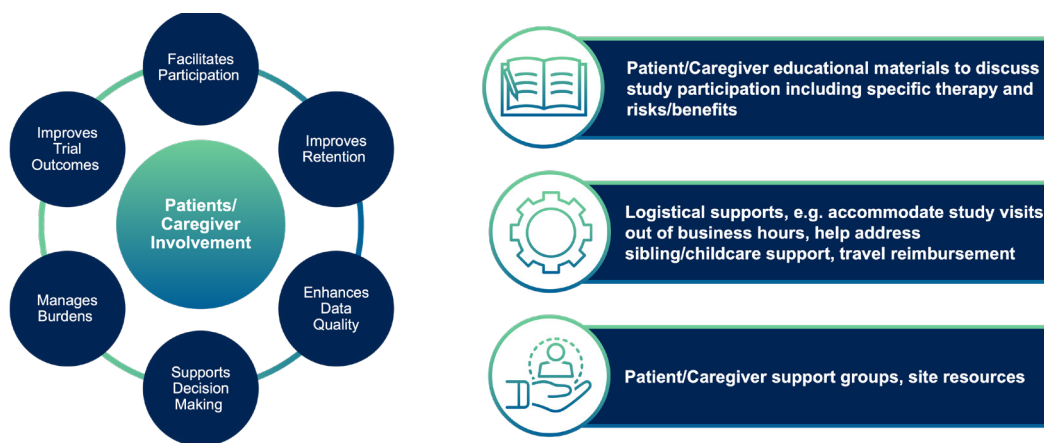 Facilitates
Participation
Improves
Retention
Enhances
Data
Quality
Supports
Decision
Making
Manages
Burdens
Improves
Trial
Outcomes
Patients/
Caregiver
Involvement
Patient/Caregiver educational materials to discuss
study participation including specific therapy and
risks/benefits
Logistical supports, e.g. accommodate study visits
out of business hours, help address
sibling/childcare support, travel reimbursement
Patient/Caregiver support groups, site resources